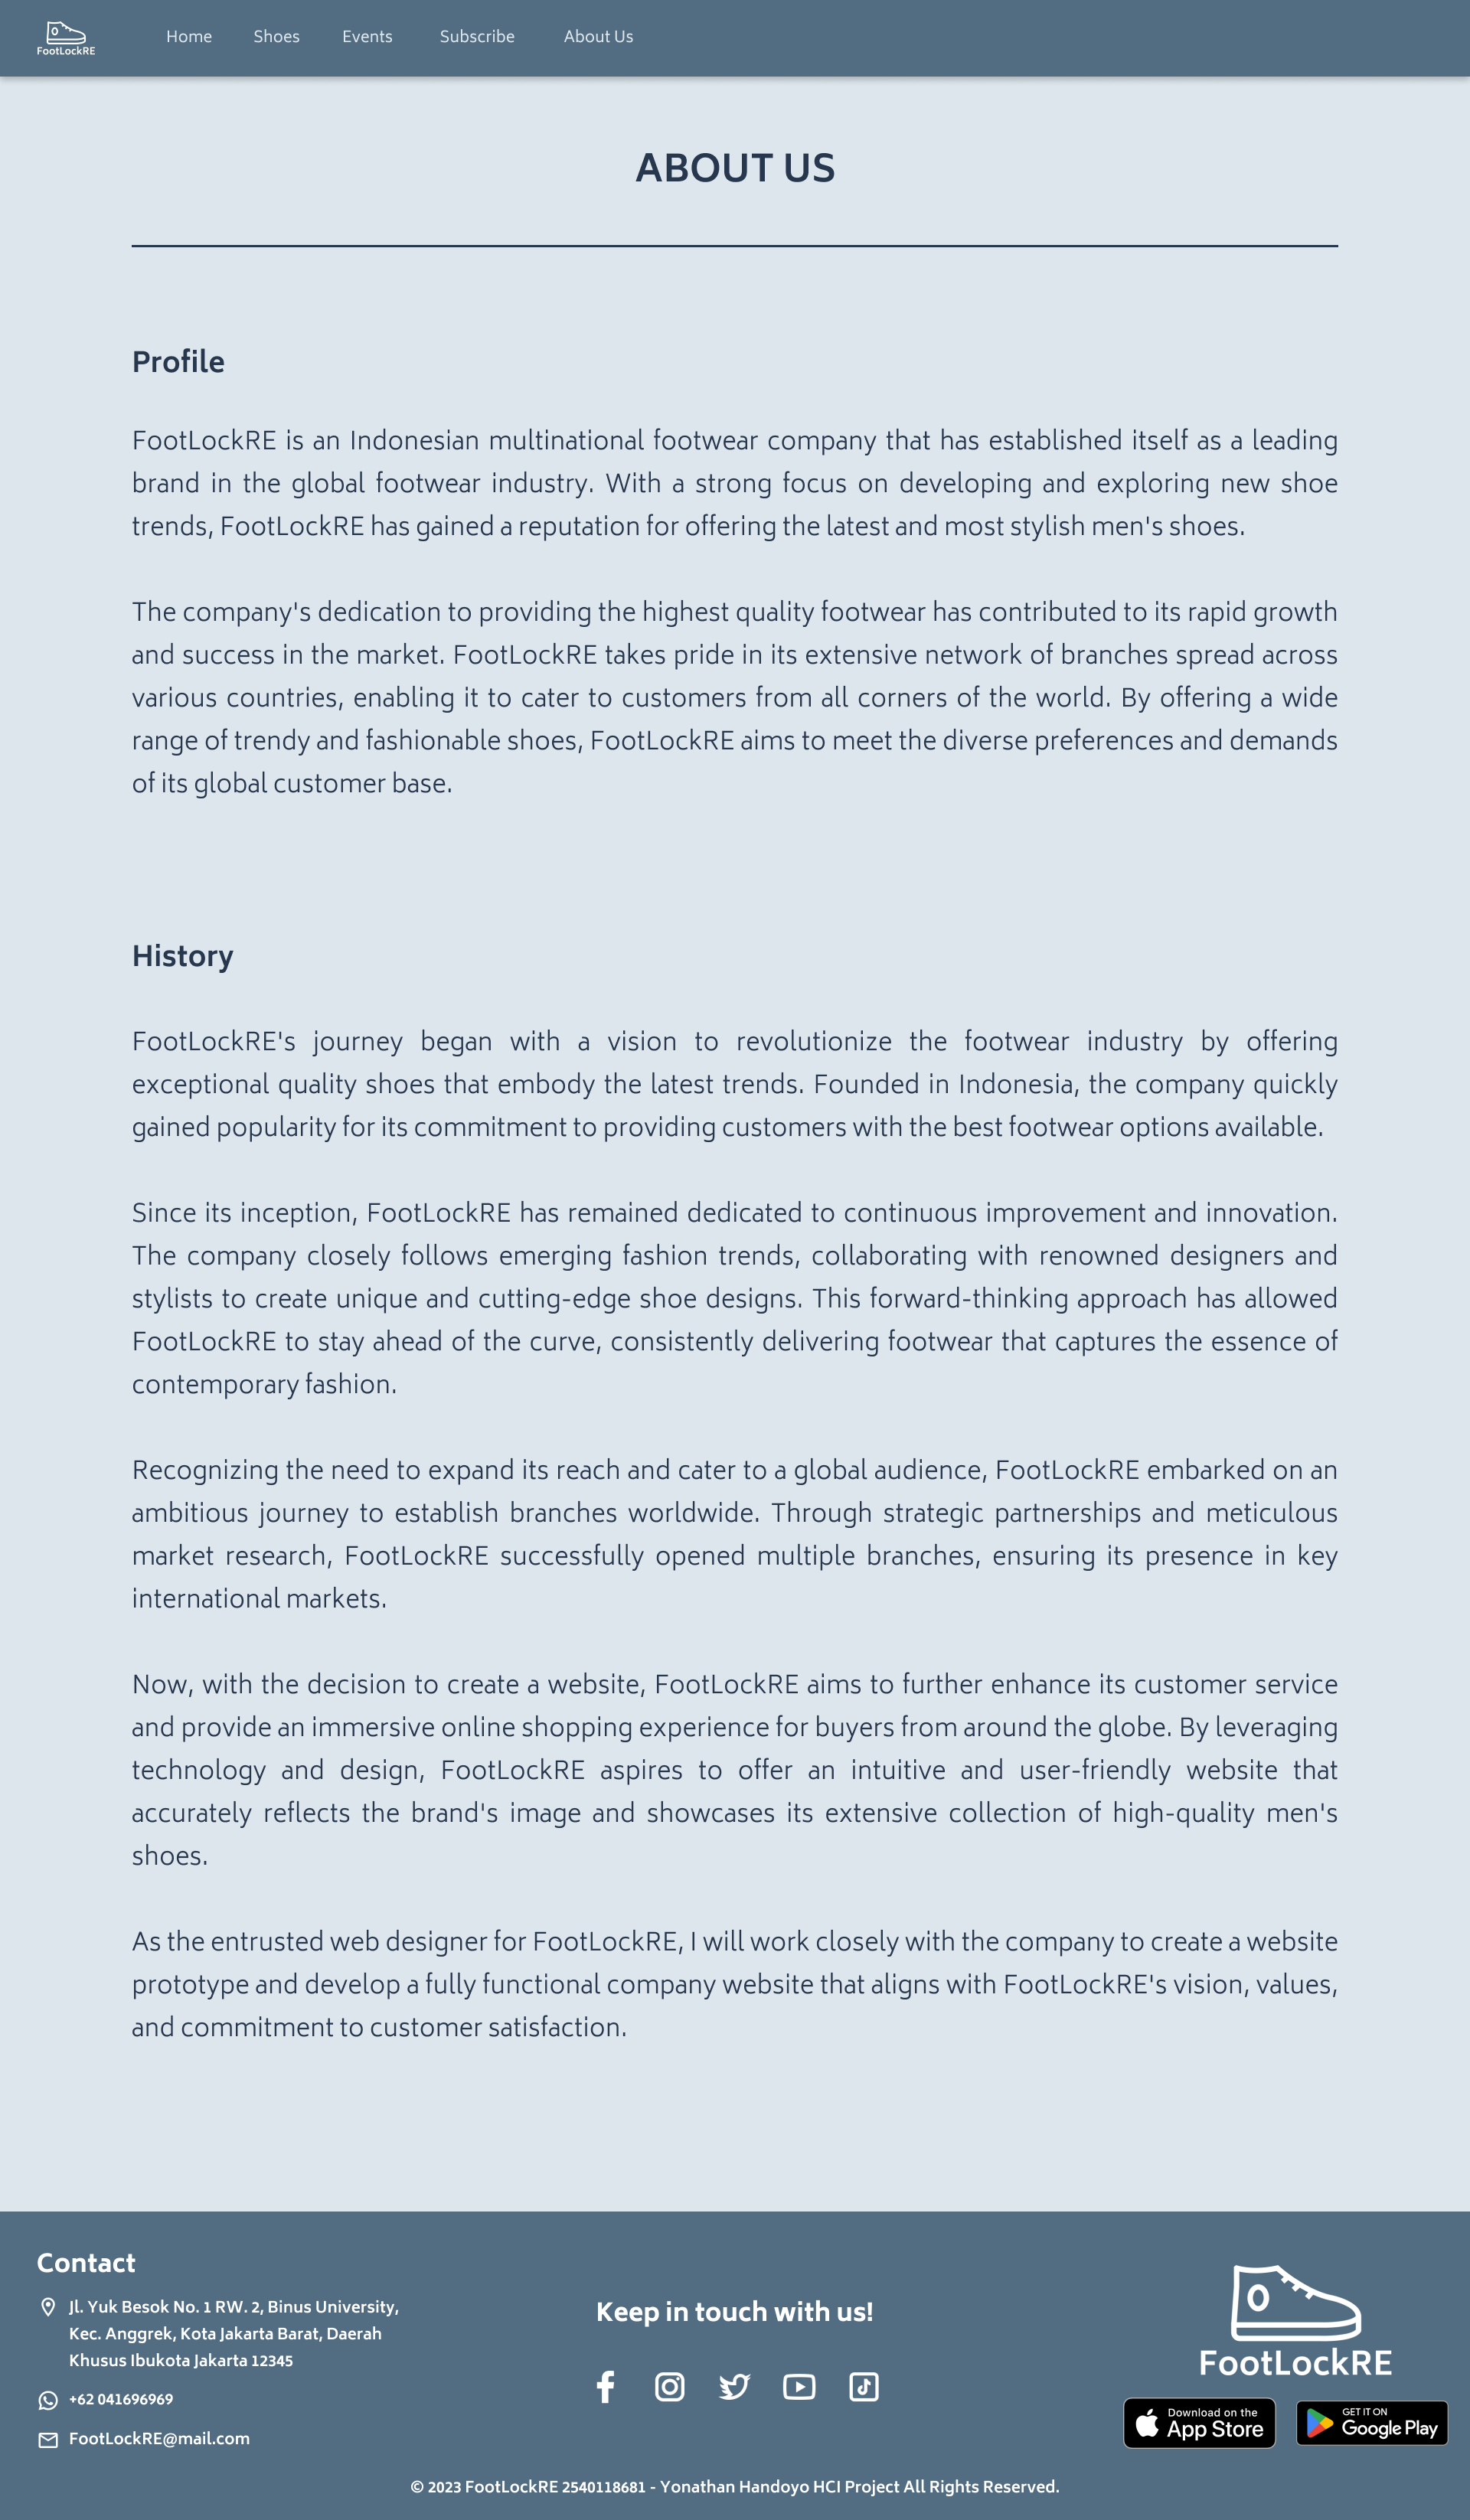 FootLockRE
Home Shoes Events Subscribe About Us
ABOUT US
Profile
FootLockRE is an Indonesian multinational footwear company that has established itself as a leading
brand in the global footwear industry. With a strong focus on developing and exploring new shoe
trends, FootLockRE has gained a reputation for offering the latest and most stylish men's shoes.
The company's dedication to providing the highest quality footwear has contributed to its rapid growth
and success in the market. FootLockRE takes pride in its extensive network of branches spread across
various countries, enabling it to cater to customers from all corners of the world. By offering a wide
range of trendy and fashionable shoes, FootLockRE aims to meet the diverse preferences and demands
of its global customer base.
History
FootLockRE's journey began with a vision to revolutionize the footwear industry by offering
exceptional quality shoes that embody the latest trends. Founded in Indonesia, the company quickly
gained popularity for its commitment to providing customers with the best footwear options available.
Since its inception, FootLockRE has remained dedicated to continuous improvement and innovation.
The company closely follows emerging fashion trends, collaborating with renowned designers and
stylists to create unique and cutting-edge shoe designs. This forward-thinking approach has allowed
FootLockRE to stay ahead of the curve, consistently delivering footwear that captures the essence of
contemporary fashion.
Recognizing the need to expand its reach and cater to a global audience, FootLockRE embarked on an
ambitious journey to establish branches worldwide. Through strategic partnerships and meticulous
market research, FootLockRE successfully opened multiple branches, ensuring its presence in key
international markets.
Now, with the decision to create a website, FootLockRE aims to further enhance its customer service
and provide an immersive online shopping experience for buyers from around the globe. By leveraging
technology and design, FootLockRE aspires to offer an intuitive and user-friendly website that
accurately reflects the brand's image and showcases its extensive collection of high-quality men's
shoes.
As the entrusted web designer for FootLockRE, I will work closely with the company to create a website
prototype and develop a fully functional company website that aligns with FootLockRE's vision, values,
and commitment to customer satisfaction.
Contact
Jl. Yuk Besok No. 1 RW. 2, Binus University,
Kec. Anggrek, Kota Jakarta Barat, Daerah
Khusus Ibukota Jakarta 12345
+62 041696969
FootLockRE@mail.com
Keep in touch with us!
FootLockRE
Download on the
App Store
GET IT ON
Google Play
© 2023 FootLockRE 2540118681 - Yonathan Handoyo HCI Project All Rights Reserved.